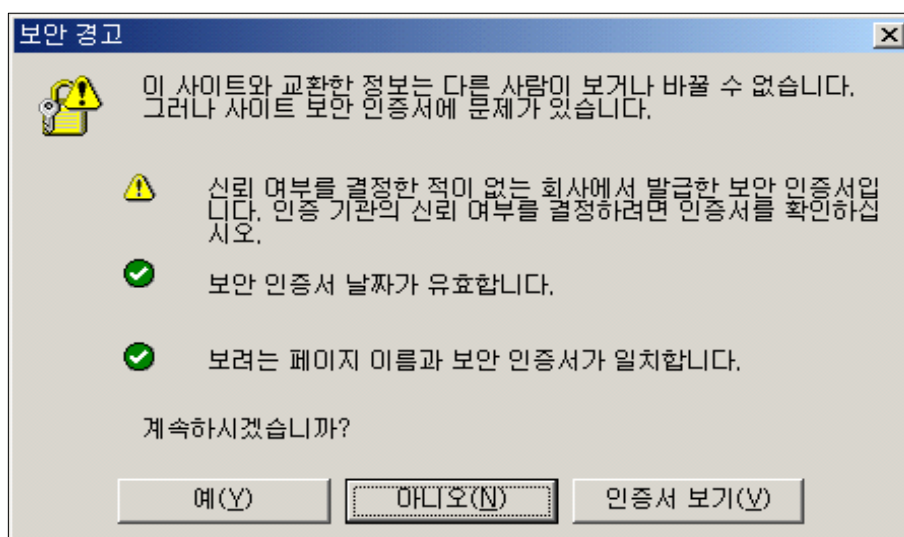 보안 경고
이 사이트와 교환한 정보는 다른 사람이 보거나 바꿀 수 없습니다.
그러나 사이트 보안 인증서에 문제가 있습니다.
신뢰 여부를 결정한 적이 없는 회사에서 발급한 보안 인증서입
니다. 인증 기관의 신뢰 여부를 결정하려면 인증서를 확인하십
시오.
보안 인증서 날짜가 유효합니다.
보려는 페이지 이름과 보안 인증서가 일치합니다.
계속하시겠습니까?
예(Y) 아니오(N) 인증서 보기(V)